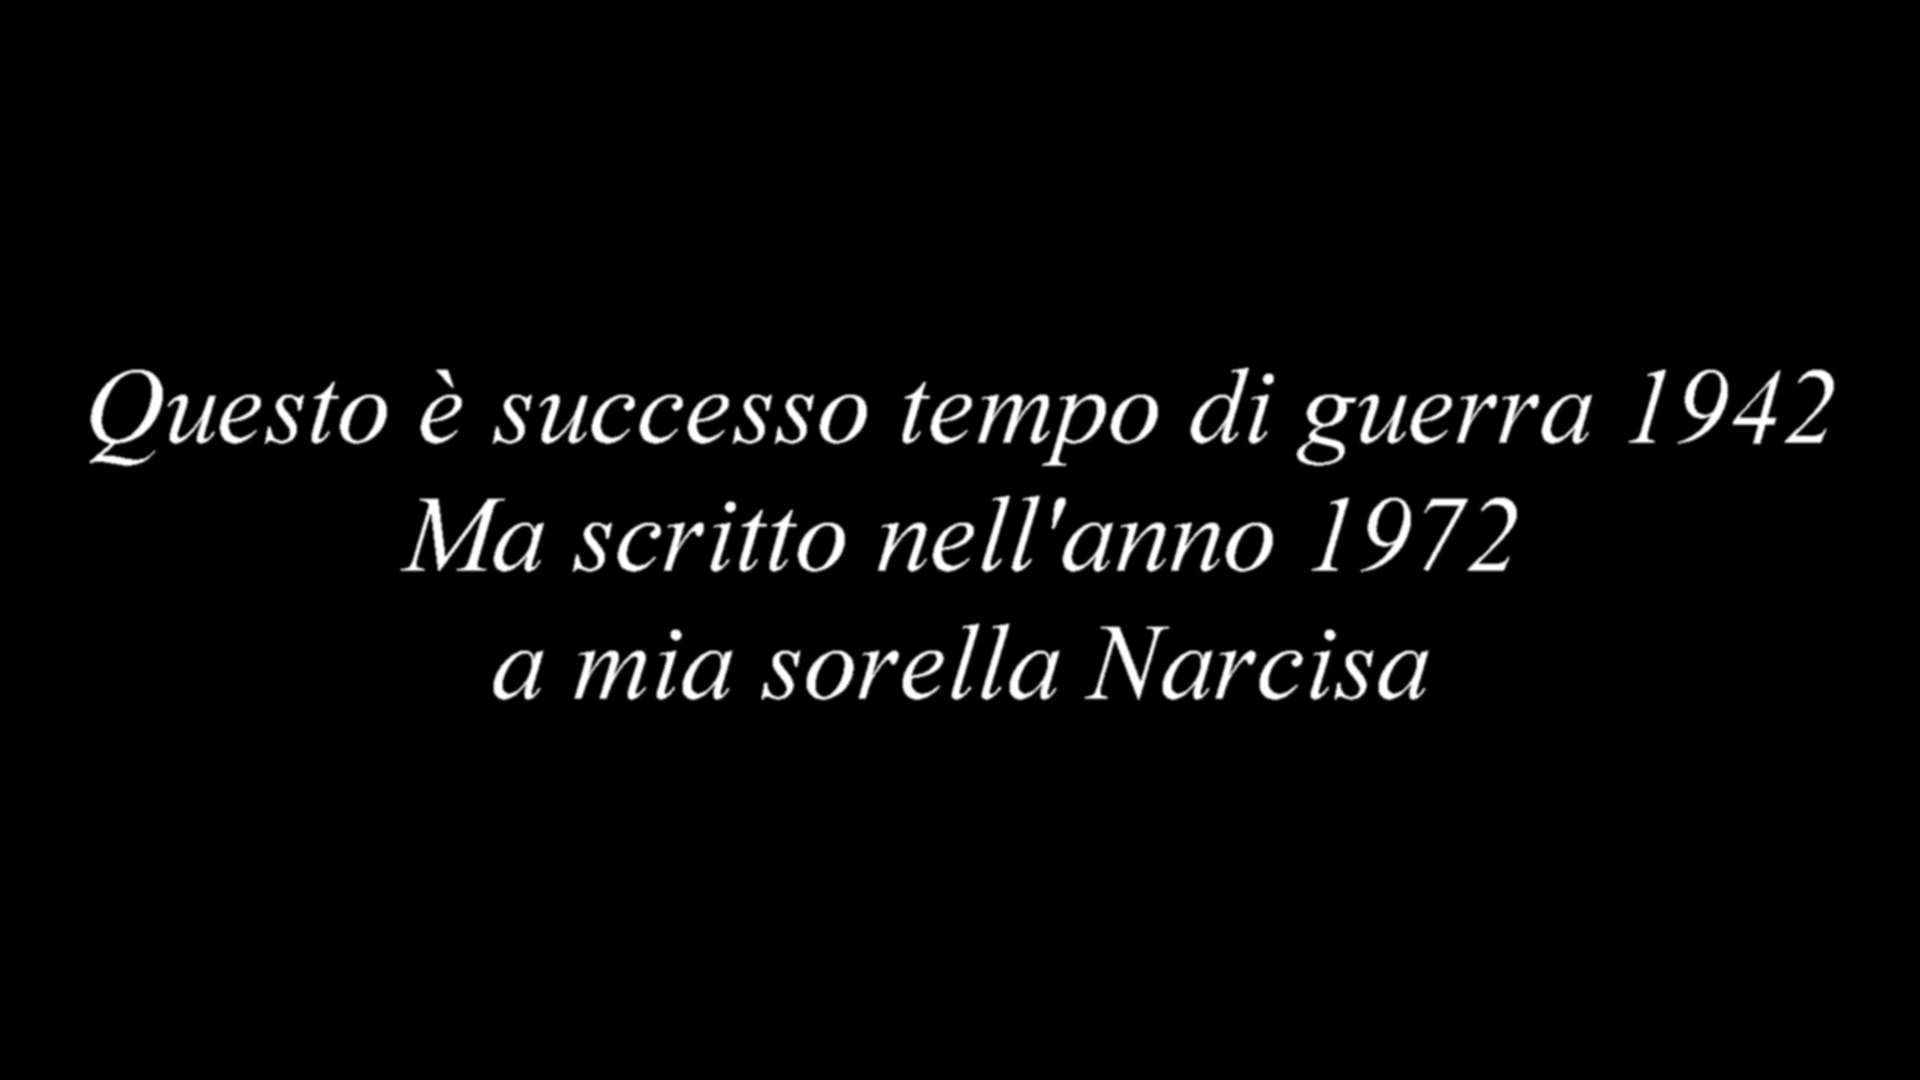 Questo è successo tempo di guerra 1942
Ma scritto nell'anno 1972
a mia sorella Narcisa